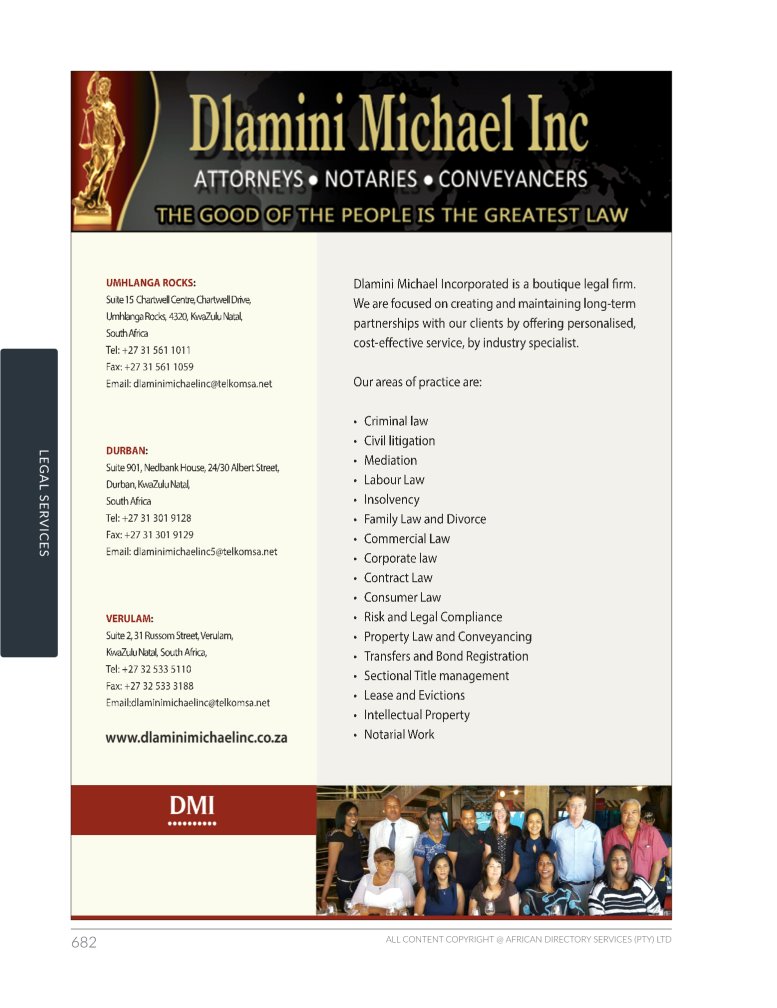 Dlamini Michael Inc
ATTORNEYS • NOTARIES • CONVEYANCERS
THE GOOD OF THE PEOPLE IS THE GREATEST LAW
UMHLANGA ROCKS:
Suite 15 Chartwell Centre, Chartwell Drive,
Umhlanga Rocks, 4320, KwaZulu Natal,
South Africa
Tel: +27 31 561 1011
Fax: +27 31 561 1059
Email: dlaminimichaelinc@telkomsa.net
DURBAN:
Suite 901, Nedbank House, 24/30 Albert Street,
Durban, KwaZulu Natal,
South Africa
Tel: +27 31 301 9128
Fax: +27 31 301 9129
Email: dlaminimichaelinc5@telkomsa.net
VERULAM:
Suite 2, 31 Russom Street, Verulam,
KwaZulu Natal, South Africa,
Tel: +27 32 533 5110
Fax: +27 32 533 3188
Email:dlaminimichaelinc@telkomsa.net
www.dlaminimichaelinc.co.za
Dlamini Michael Incorporated is a boutique legal firm.
We are focused on creating and maintaining long-term
partnerships with our clients by offering personalised,
cost-effective service, by industry specialist.
Our areas of practice are:
• Criminal law
• Civil litigation
• Mediation
• Labour Law
• Insolvency
• Family Law and Divorce
• Commercial Law
• Corporate law
• Contract Law
• Consumer Law
• Risk and Legal Compliance
• Property Law and Conveyancing
• Transfers and Bond Registration
• Sectional Title management
• Lease and Evictions
• Intellectual Property
• Notarial Work
DMI
LEGAL SERVICES
682
ALL CONTENT COPYRIGHT @ AFRICAN DIRECTORY SERVICES (PTY) LTD